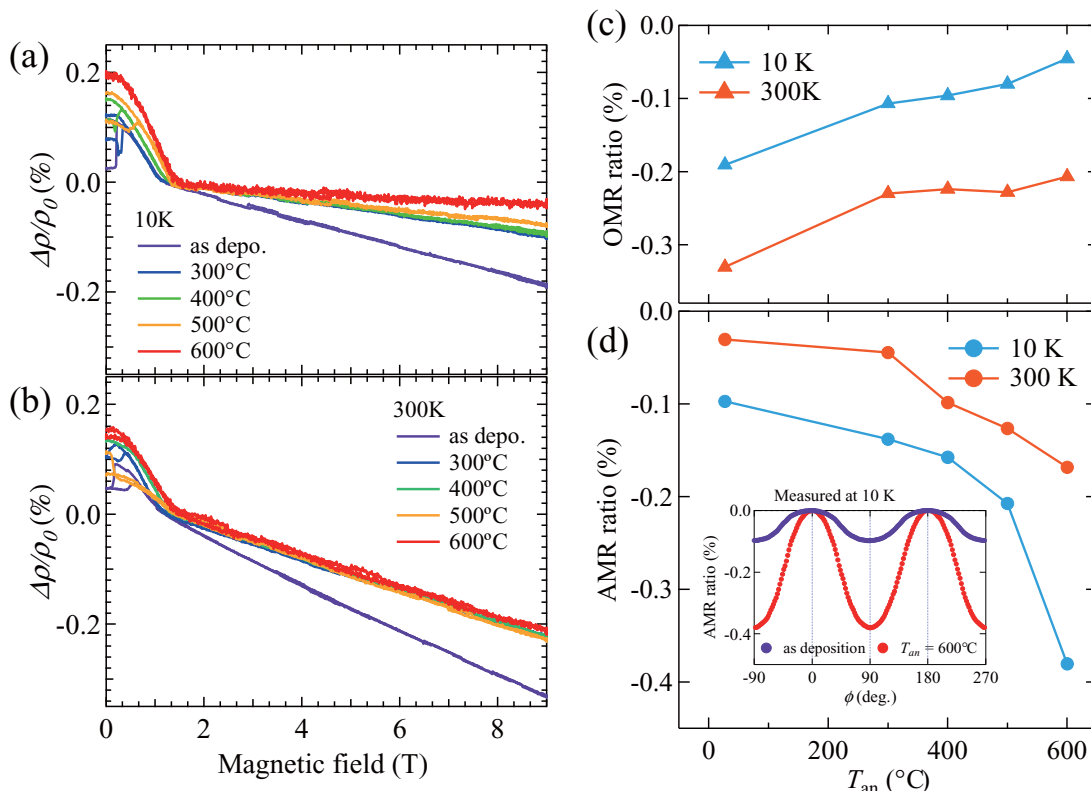 (a)
0.2
0.0
-0.2
Δρ/ρ0 (%)
10K
as depo.
300°C
400°C
500°C
600°C
(b)
0.2
0.0
-0.2
Δρ/ρ0 (%)
300K
as depo.
300ºC
400ºC
500ºC
600ºC
0 2 4 6 8
Magnetic field (T)
(c)
0.0
-0.1
-0.2
-0.3
OMR ratio (%)
10 K
300K
(d)
0.0
-0.1
-0.2
-0.3
-0.4
AMR ratio (%)
10 K
300 K
Measured at 10 K
0.0
-0.2
-0.4
AMR ratio (%)
as deposition
Tan = 600℃
-90 0 90 180 270
ϕ (deg.)
0 200 400 600
Tan (°C)